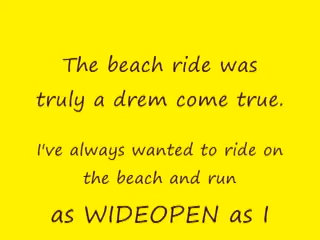 The beach ride was
truly a drem come true.
I've always wanted to ride on
the beach and run
as WIDEOPEN as I